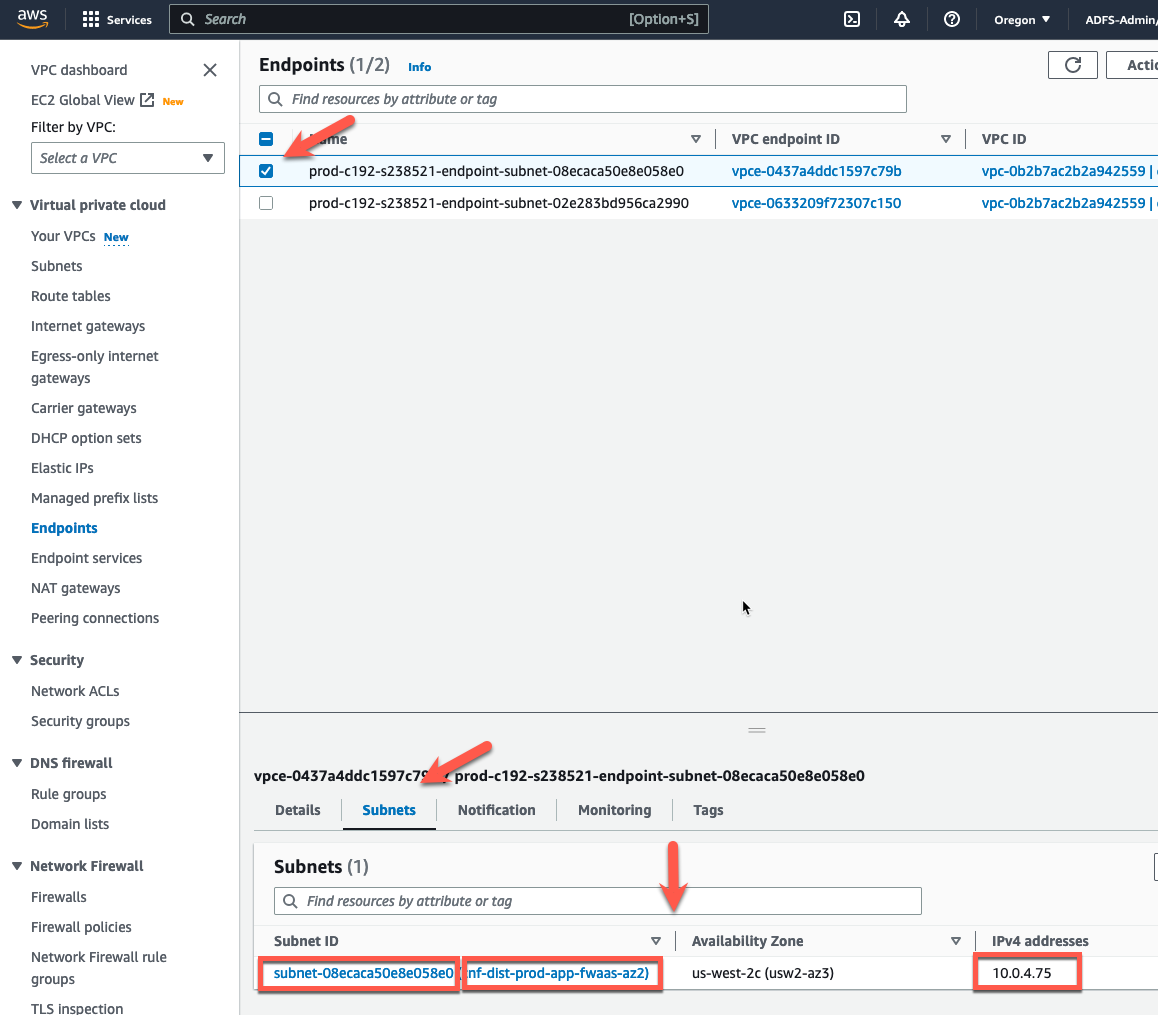 aws
Services
Search [Option+S]
Oregon
ADFS-Admin/
VPC dashboard
EC2 Global View New
Filter by VPC:
Select a VPC
Virtual private cloud
Your VPCs New
Subnets
Route tables
Internet gateways
Egress-only internet
gateways
Carrier gateways
DHCP option sets
Elastic IPs
Managed prefix lists
Endpoints
Endpoint services
NAT gateways
Peering connections
Security
Network ACLs
Security groups
DNS firewall
Rule groups
Domain lists
Network Firewall
Firewalls
Firewall policies
Network Firewall rule
groups
TLS inspection
Endpoints (1/2) Info
Find resources by attribute or tag
VPC endpoint ID
VPC ID
prod-c192-s238521-endpoint-subnet-08ecaca50e8e058e0 vpce-0437a4ddc1597c79b vpc-0b2b7ac2b2a942559 |
prod-c192-s238521-endpoint-subnet-02e283bd956ca2990 vpce-0633209f72307c150 vpc-0b2b7ac2b2a942559 |
prod-c192-s238521-endpoint-subnet-08ecaca50e8e058e0
Details Subnets Notification Monitoring Tags
Subnets (1)
Find resources by attribute or tag
Subnet ID Availability Zone IPv4 addresses
subnet-08ecaca50e8e058e0 nf-dist-prod-app-fwaas-az2) us-west-2c (usw2-az3) 10.0.4.75